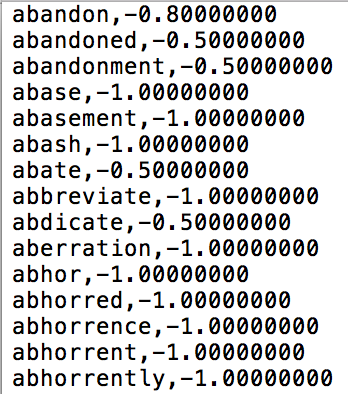 abandon,-0.80000000
abandoned,-0.50000000
abandonment,-0.50000000
abase,-1.00000000
abasement,-1.00000000
abash,-1.00000000
abate,-0.50000000
abbreviate,-1.00000000
abdicate,-0.50000000
aberration,-1.00000000
abhor,-1.00000000
abhorred,-1.00000000
abhorrence,-1.00000000
abhorrent,-1.00000000
abhorrently,-1.00000000